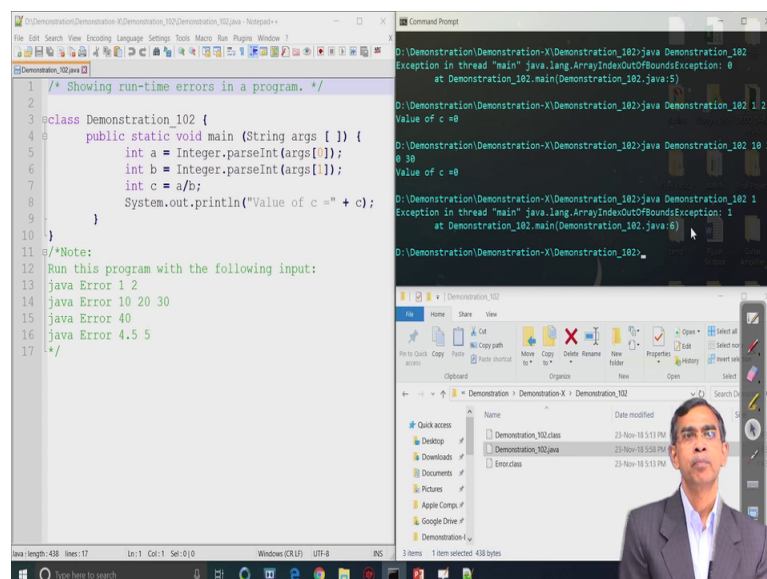 D:\Demonstration\Demonstration-X\Demonstration_102\Demonstration_102.java - Notepad++
File Edit Search View Encoding Language Settings Tools Macro Run Plugins Window ?
Demonstration_102.java
1 /* Showing run-time errors in a program. */
2
3 class Demonstration_102 {
4 public static void main (String args [ ]) {
5 int a = Integer.parseInt(args[0]);
6 int b = Integer.parseInt(args[1]);
7 int c = a/b;
8 System.out.println("Value of c =" + c);
9 }
10 }
11 /*Note:
12 Run this program with the following input:
13 java Error 1 2
14 java Error 10 20 30
15 java Error 40
16 java Error 4.5 5
17 */
Java : length : 438 lines : 17 Ln : 1 Col : 1 Sel : 0 | 0 Windows (CR LF) UTF-8 INS
Type here to search
Command Prompt
D:\Demonstration\Demonstration-X\Demonstration_102>java Demonstration_102
Exception in thread "main" java.lang.ArrayIndexOutOfBoundsException: 0
at Demonstration_102.main(Demonstration_102.java:5)
D:\Demonstration\Demonstration-X\Demonstration_102>java Demonstration_102 1 2
Value of c =0
D:\Demonstration\Demonstration-X\Demonstration_102>java Demonstration_102 10
0 30
Value of c =0
D:\Demonstration\Demonstration-X\Demonstration_102>java Demonstration_102 1
Exception in thread "main" java.lang.ArrayIndexOutOfBoundsException: 1
at Demonstration_102.main(Demonstration_102.java:6)
D:\Demonstration\Demonstration-X\Demonstration_102>
Demonstration_102
File Home Share View
Pin to Quick access
Copy
Paste
Cut
Copy path
Paste shortcut
Move to
Copy to
Delete
Rename
New folder
Properties
Open
Edit
History
Select all
Select
Invert
Clipboard Organize New Open Select
Demonstration > Demonstration-X > Demonstration_102
Name Date modified
Quick access
Desktop
Downloads
Documents
Pictures
Google Drive
Demonstration_102.class 23-Nov-18 5:13 PM
Demonstration_102.java 23-Nov-18 5:58 PM
Error.class 23-Nov-18 5:13 PM
3 items 1 item selected 438 bytes